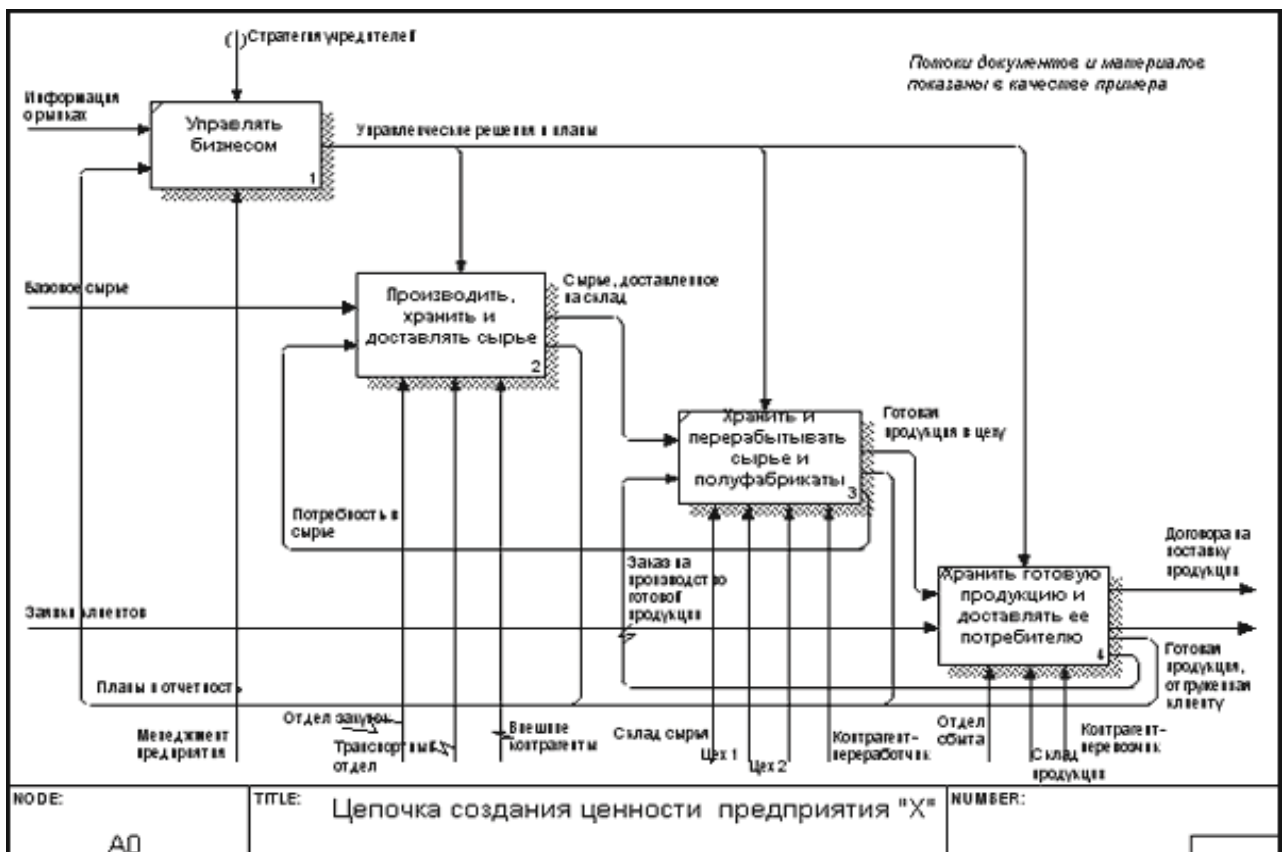 ( ) Стратегия учредителей
Потоки документов и материалов
показаны в качестве примера
Информация
о рынках
Управлять
бизнесом
1
Управленческие решения и планы
Базовое сырье
Производить,
хранить и
доставлять сырье
2
Сырье, доставленное
на склад
Хранить и
перерабытывать
сырье и
полуфабрикаты
3
Готовая
продукция в цеху
Потребность в
сырье
Заказ на
производство
готовой
продукции
Договора на
поставку
продукции
Хранить готовую
продукцию и
доставлять ее
потребителю
4
Заявки клиентов
Готовая
продукция,
отгруженная
клиенту
Планы и отчетность
Менеджмент
предприятия
Отдел закупок
Транспортный
отдел
Внешние
контрагенты
Склад сырья
Цех 1
Цех 2
Контрагент-
переработчик
Отдел
сбыта
Склад
продукции
Контрагент-
перевозчик
NODE:
A0
TITLE:
Цепочка создания ценности предприятия "X"
NUMBER: